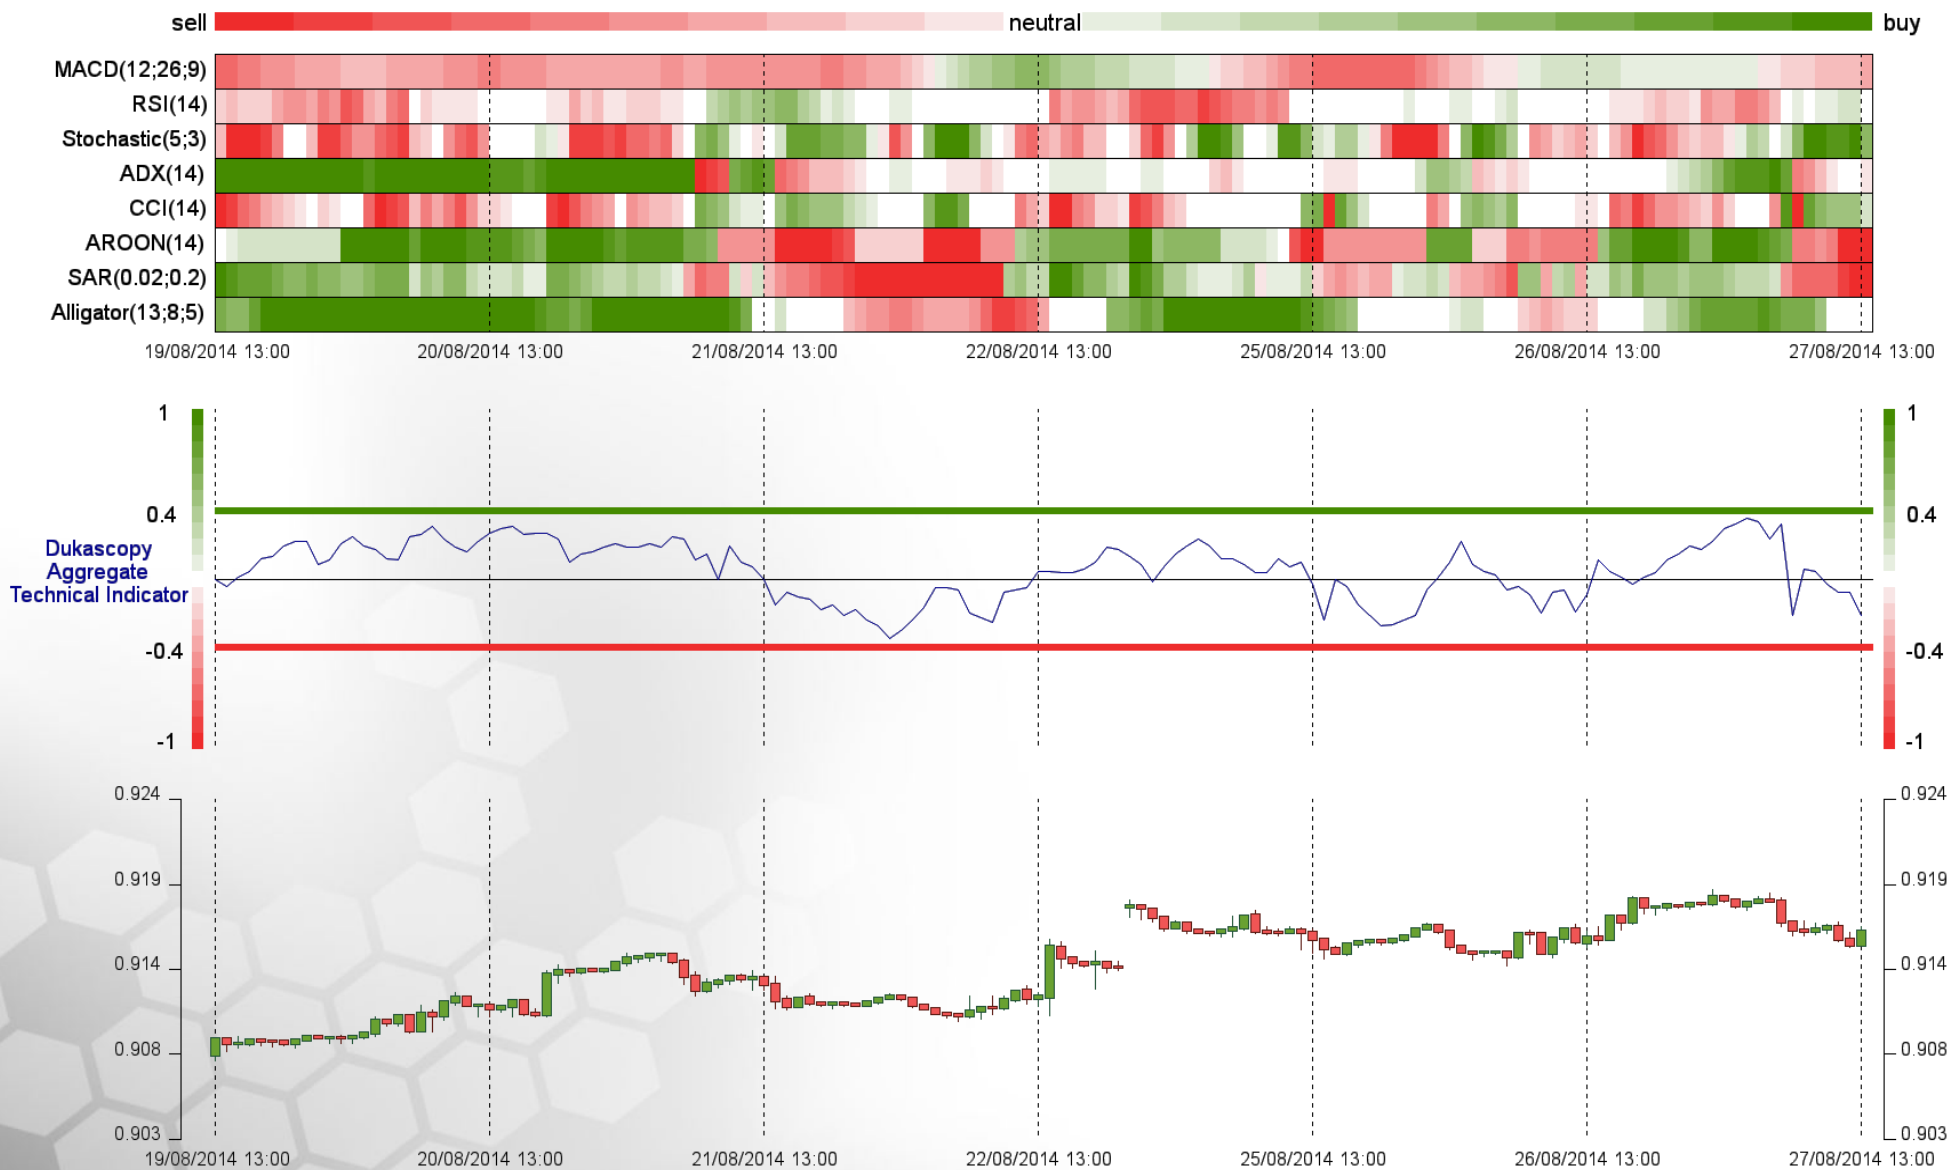 sell neutral buy
MACD(12;26;9)
RSI(14)
Stochastic(5;3)
ADX(14)
CCI(14)
AROON(14)
SAR(0.02;0.2)
Alligator(13;8;5)
19/08/2014 13:00 20/08/2014 13:00 21/08/2014 13:00 22/08/2014 13:00 25/08/2014 13:00 26/08/2014 13:00 27/08/2014 13:00
1 1
0.4 0.4
Dukascopy
Aggregate
Technical Indicator
-0.4 -0.4
-1 -1
0.924 0.924
0.919 0.919
0.914 0.914
0.908 0.908
0.903 0.903
19/08/2014 13:00 20/08/2014 13:00 21/08/2014 13:00 22/08/2014 13:00 25/08/2014 13:00 26/08/2014 13:00 27/08/2014 13:00